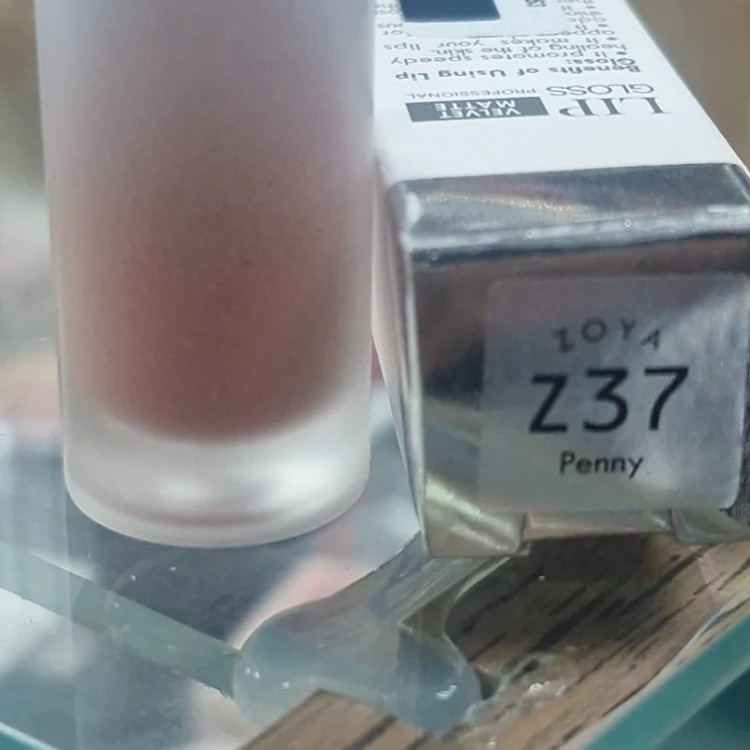 LIP
GLOSS
PROFESSIONAL
VELVET
MATTE
Benefits of Using Lip
Gloss:
• It promotes speedy
healing of the skin.
• It makes your lips
ZOYA
Z37
Penny